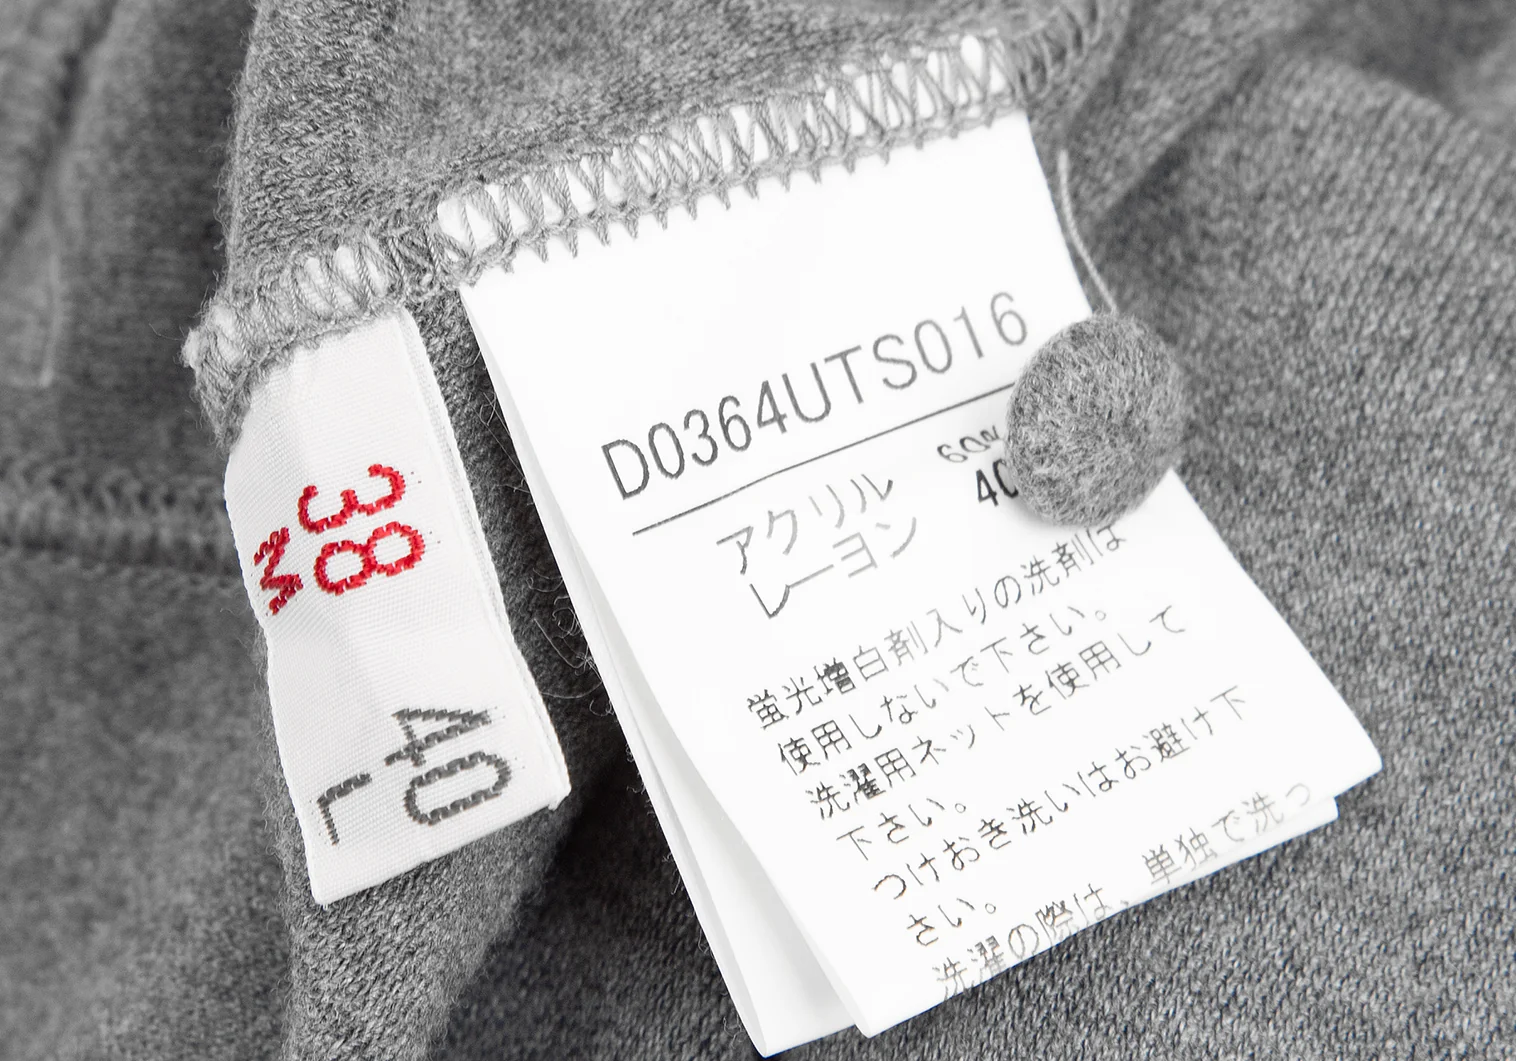 38
M
40
L
D0364UTS016
アクリル 60%
レーヨン 40
蛍光増白剤入りの洗剤は
使用しないで下さい。
洗濯用ネットを使用して
下さい。
つけおき洗いはお避け下
さい。
洗濯の際は、単独で洗っ